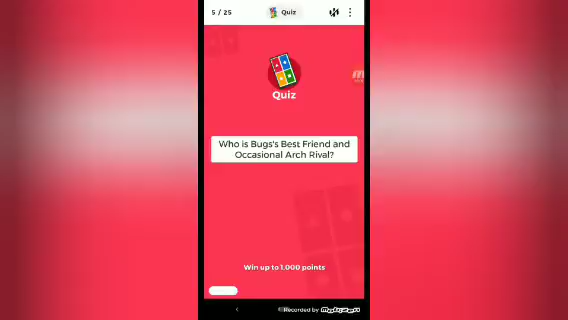 5 / 25
Quiz
Quiz
Who is Bugs's Best Friend and
Occasional Arch Rival?
Win up to 1,000 points
Recorded by